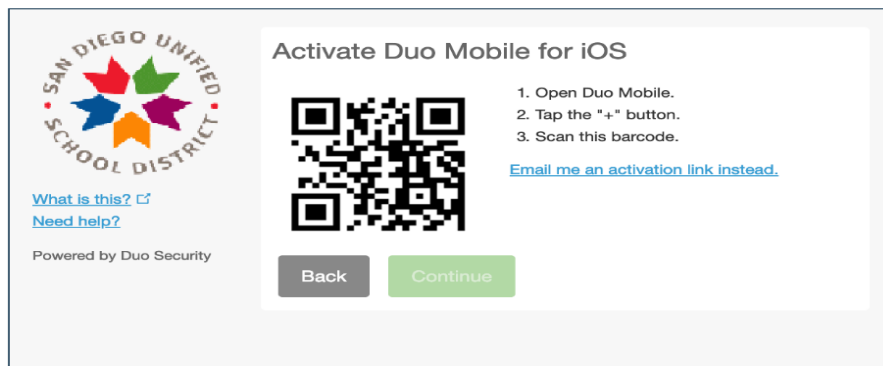 SAN DIEGO UNIFIED
SCHOOL DISTRICT
What is this?
Need help?
Powered by Duo Security
Activate Duo Mobile for iOS
1. Open Duo Mobile.
2. Tap the "+" button.
3. Scan this barcode.
Email me an activation link instead.
Back
Continue